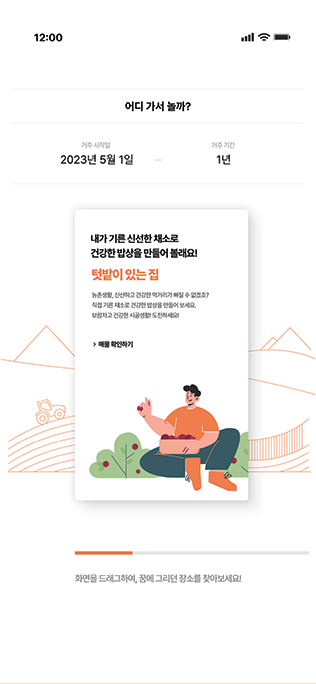 12:00
어디 가서 놀까?
거주 시작일
거주 기간
2023년 5월 1일 — 1년
내가 기른 신선한 채소로
건강한 밥상을 만들어 볼래요!
텃밭이 있는 집
농촌생활, 신선하고 건강한 먹거리가 빠질 수 없겠죠?
직접 기른 채소로 건강한 밥상을 만들어 보세요.
보람차고 건강한 시골생활! 도전하세요!
> 매물 확인하기
화면을 드래그하여, 꿈에 그리던 장소를 찾아보세요!